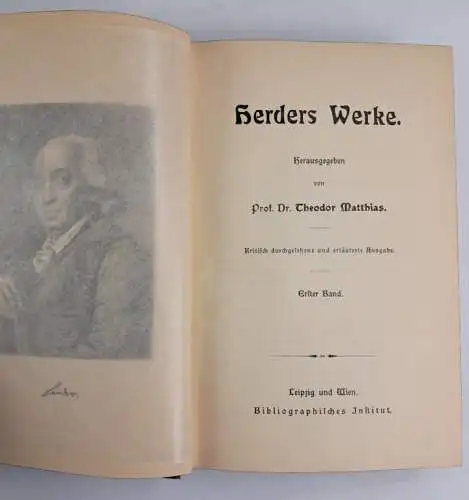 Herders Werke.
Herausgegeben
von
Prof. Dr. Theodor Matthias.
Kritisch durchgesehene und erläuterte Ausgabe.
Erster Band.
Leipzig und Wien.
Bibliographisches Institut.